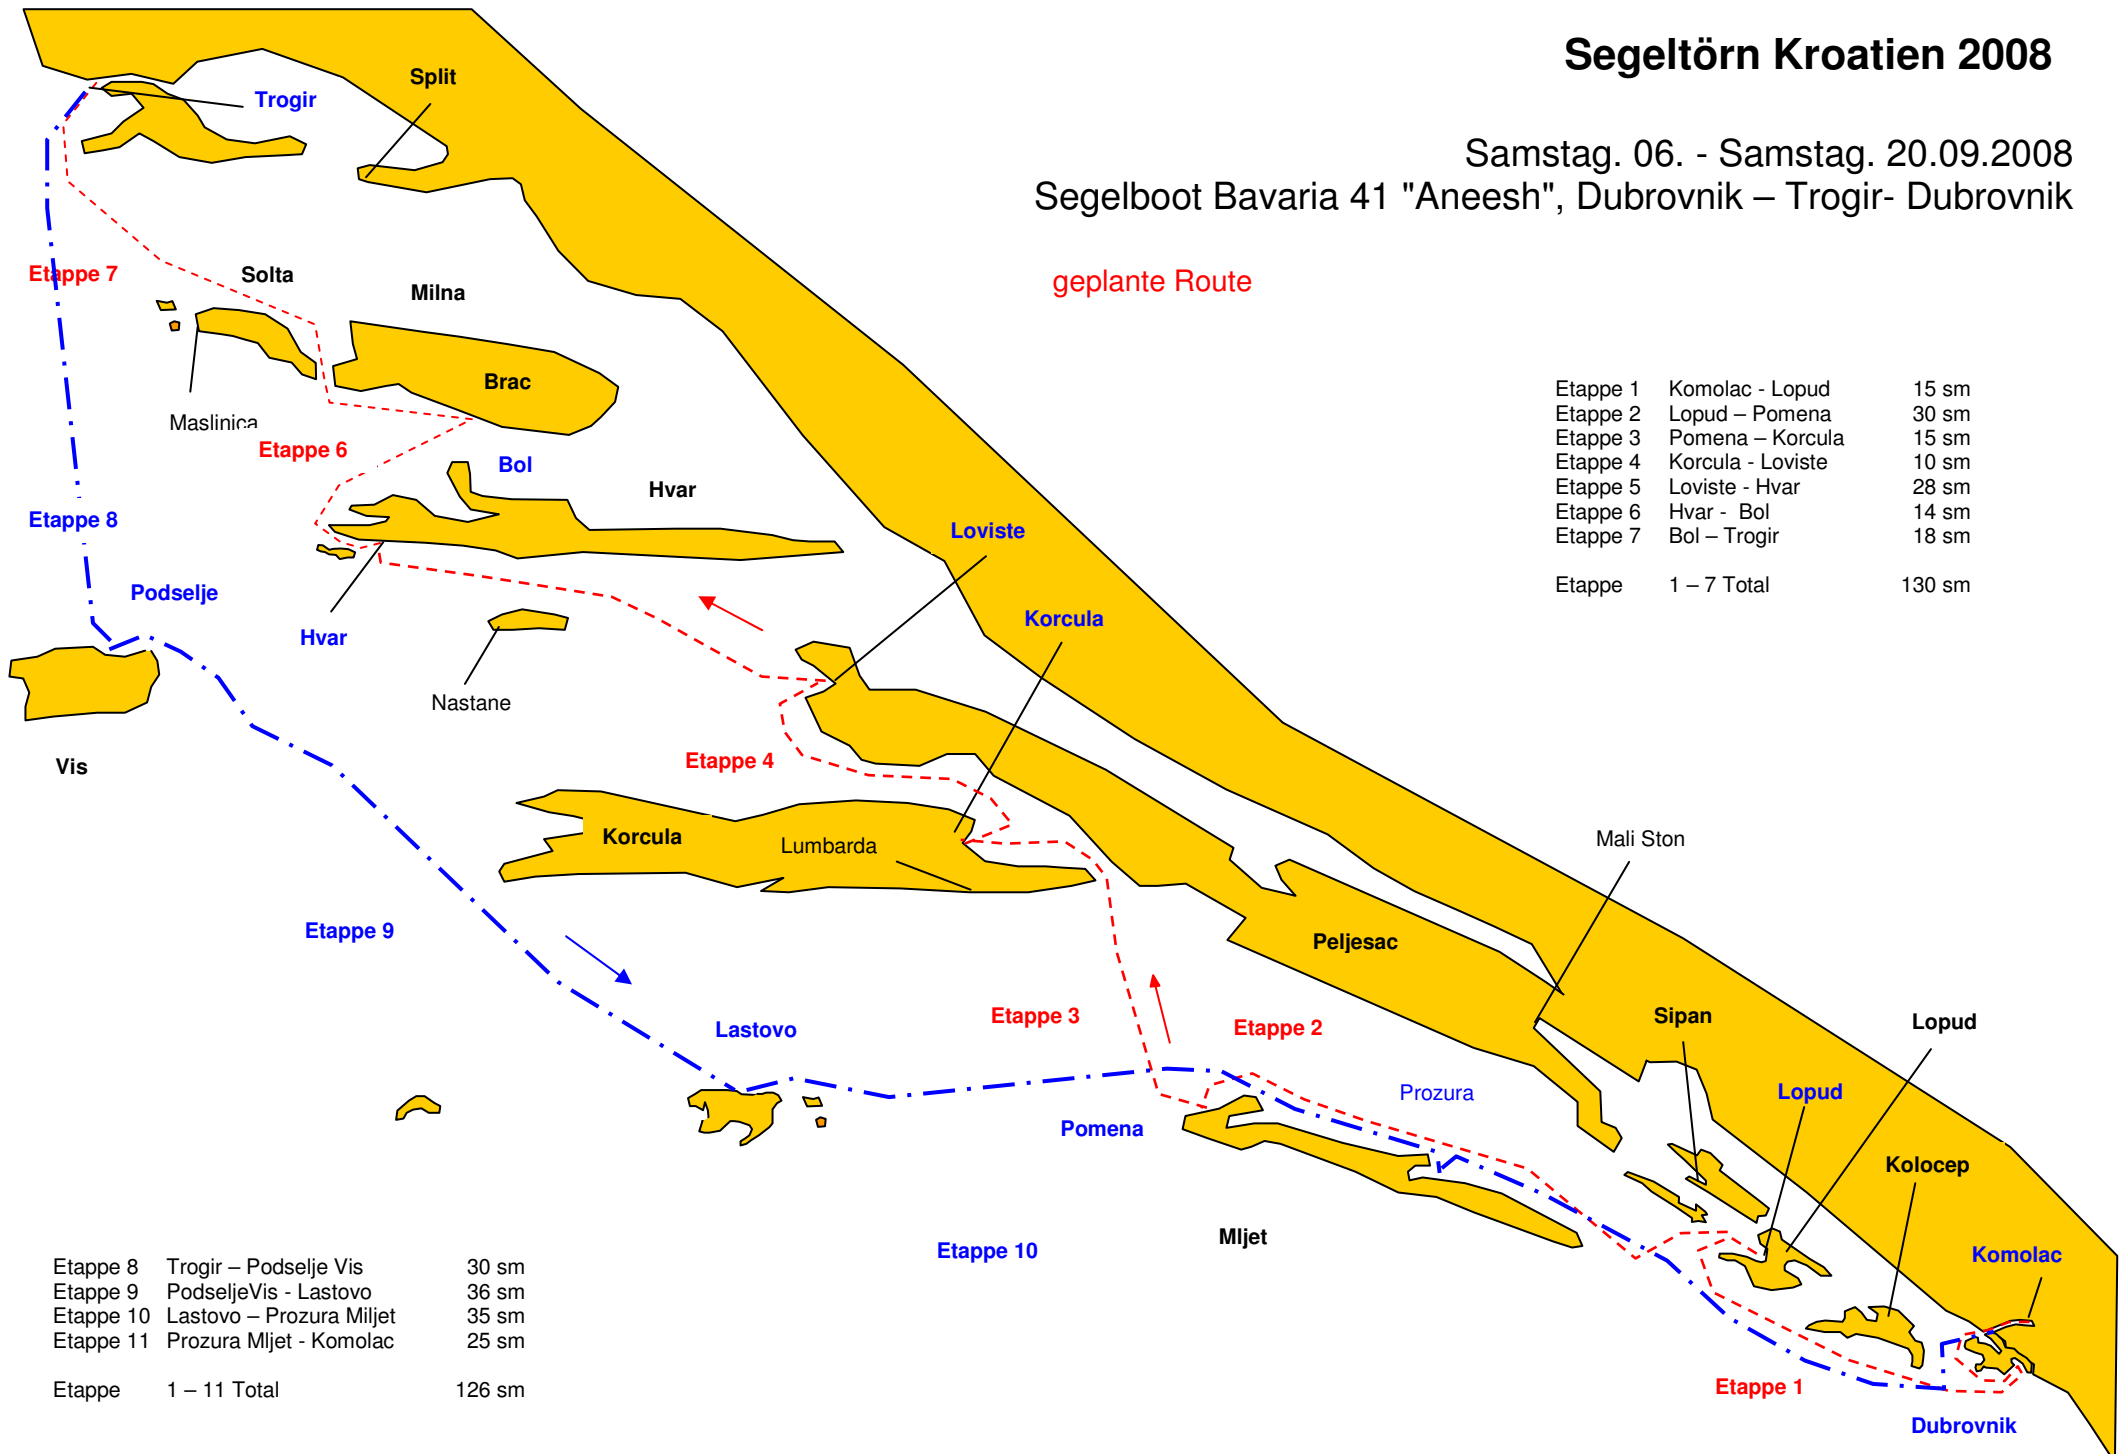 Segeltörn Kroatien 2008
Samstag. 06. - Samstag. 20.09.2008
Segelboot Bavaria 41 "Aneesh", Dubrovnik – Trogir- Dubrovnik
geplante Route
Split
Trogir
Etappe 7
Solta
Milna
Brac
Maslinica
Etappe 6
Bol
Hvar
Etappe 8
Loviste
Podselje
Hvar
Korcula
Nastane
Vis
Etappe 4
Korcula
Lumbarda
Mali Ston
Etappe 9
Peljesac
Etappe 3
Etappe 2
Sipan
Lopud
Lastovo
Prozura
Lopud
Pomena
Kolocep
Mljet
Etappe 10
Komolac
Etappe 1
Dubrovnik
Etappe 1 Komolac - Lopud 15 sm
Etappe 2 Lopud – Pomena 30 sm
Etappe 3 Pomena – Korcula 15 sm
Etappe 4 Korcula - Loviste 10 sm
Etappe 5 Loviste - Hvar 28 sm
Etappe 6 Hvar - Bol 14 sm
Etappe 7 Bol – Trogir 18 sm
Etappe 1 – 7 Total 130 sm
Etappe 8 Trogir – Podselje Vis 30 sm
Etappe 9 PodseljeVis - Lastovo 36 sm
Etappe 10 Lastovo – Prozura Miljet 35 sm
Etappe 11 Prozura Mljet - Komolac 25 sm
Etappe 1 – 11 Total 126 sm